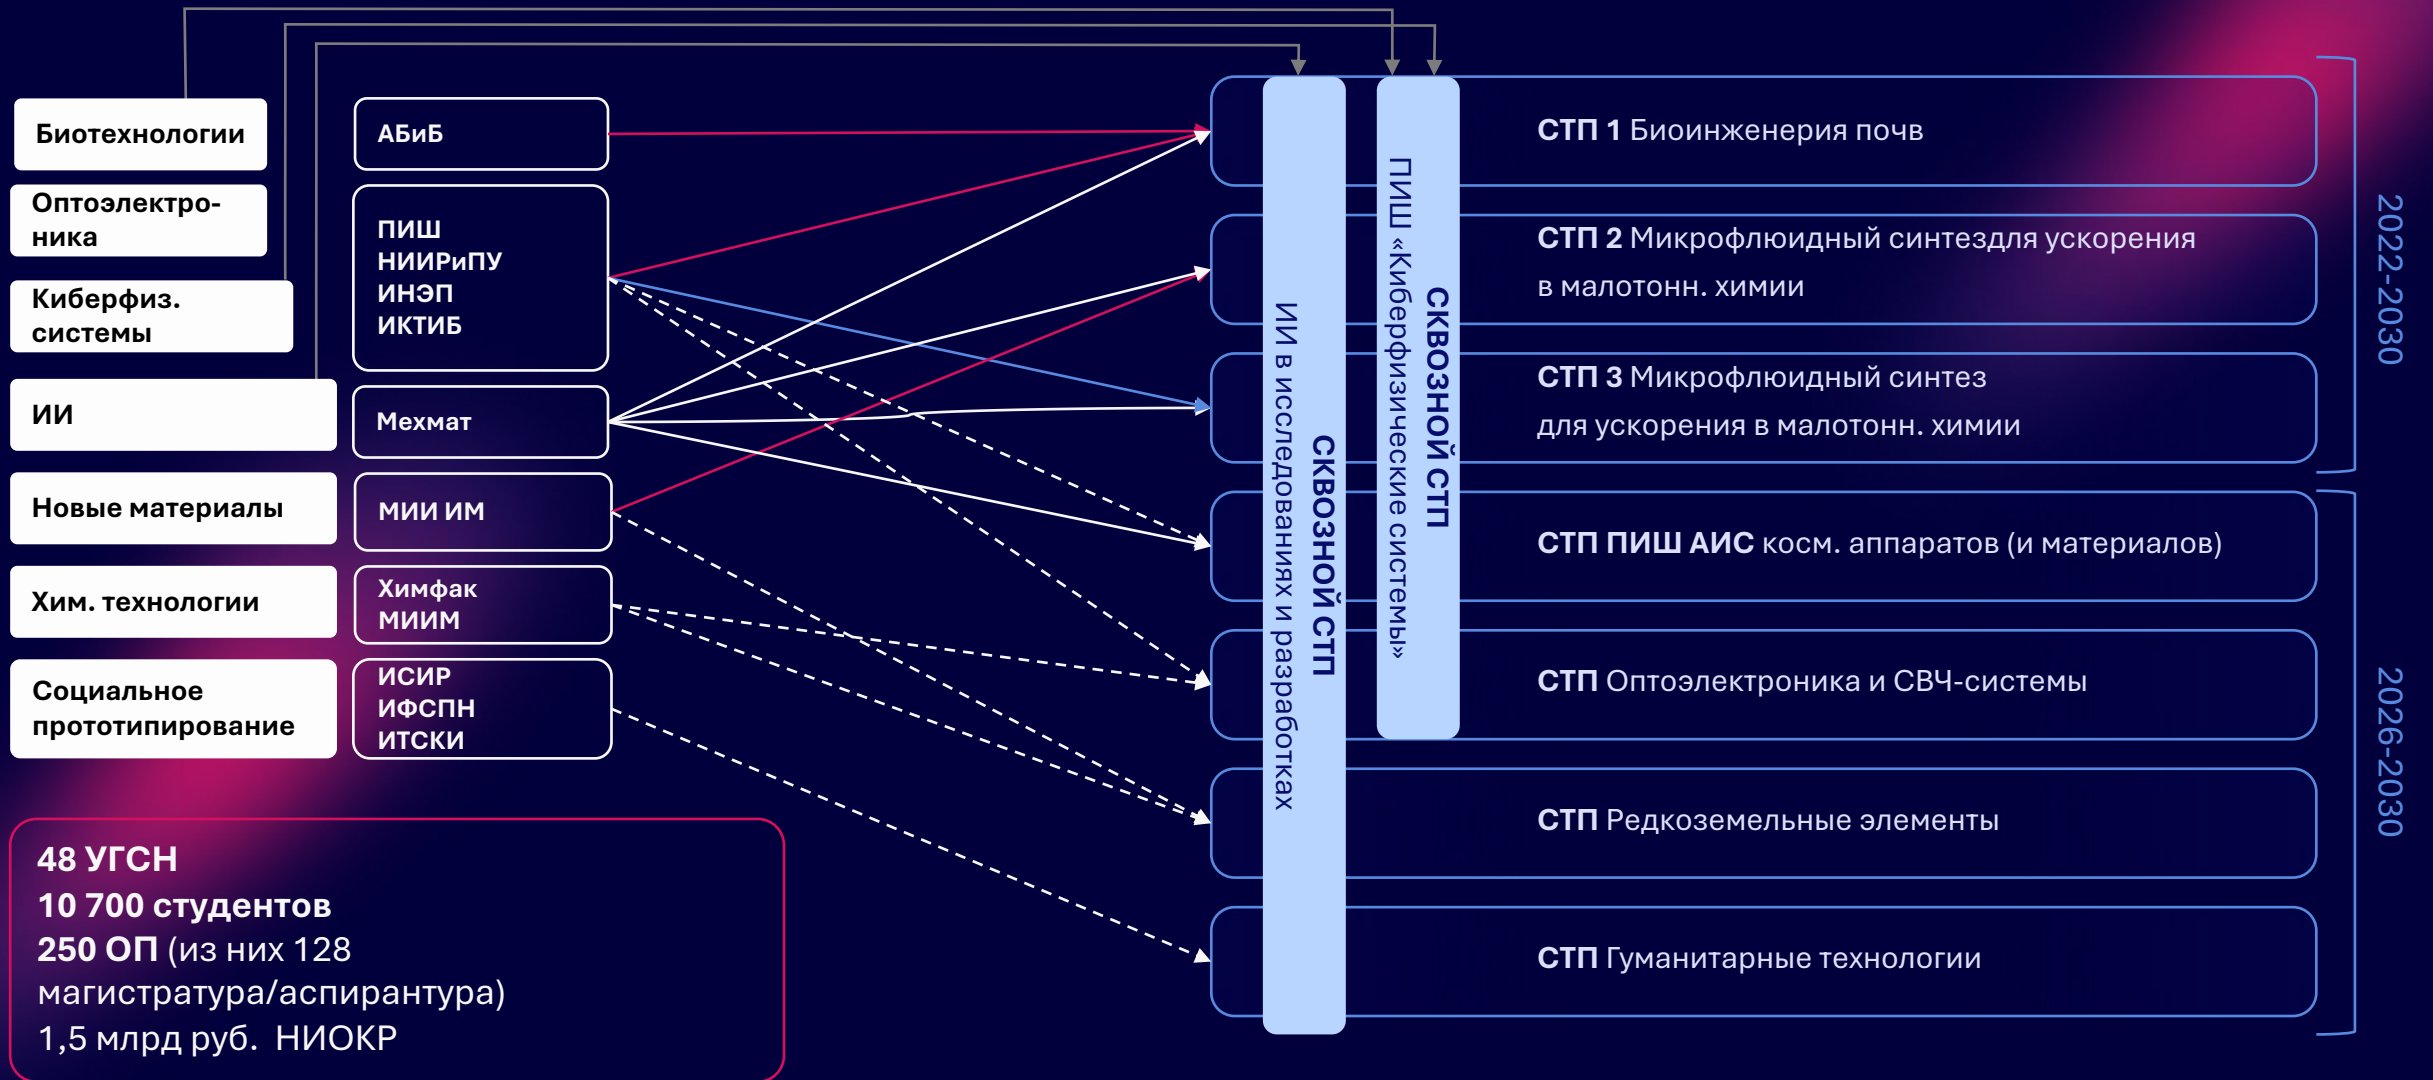 Биотехнологии
Оптоэлектро-
ника
Киберфиз.
системы
ИИ
Новые материалы
Хим. технологии
Социальное
прототипирование
АБиБ
ПИШ
НИИРиПУ
ИНЭП
ИКТИБ
Мехмат
МИИ ИМ
Химфак
МИИМ
ИСИР
ИФСПН
ИТСКИ
48 УГСН
10 700 студентов
250 ОП (из них 128
магистратура/аспирантура)
1,5 млрд руб. НИОКР
СКВОЗНОЙ СТП
ИИ в исследованиях и разработках
СКВОЗНОЙ СТП
ПИШ «Киберфизические системы»
СТП 1 Биоинженерия почв
СТП 2 Микрофлюидный синтездля ускорения
в малотонн. химии
СТП 3 Микрофлюидный синтез
для ускорения в малотонн. химии
СТП ПИШ АИС косм. аппаратов (и материалов)
СТП Оптоэлектроника и СВЧ-системы
СТП Редкоземельные элементы
СТП Гуманитарные технологии
2022-2030
2026-2030